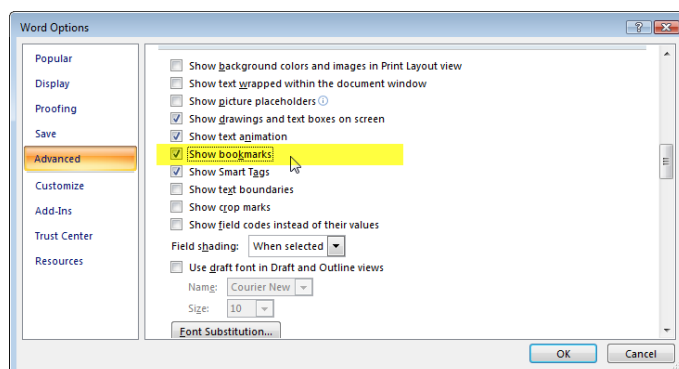 Word Options
Popular
Display
Proofing
Save
Advanced
Customize
Add-Ins
Trust Center
Resources
Show background colors and images in Print Layout view
Show text wrapped within the document window
Show picture placeholders
Show drawings and text boxes on screen
Show text animation
Show bookmarks
Show Smart Tags
Show text boundaries
Show crop marks
Show field codes instead of their values
Field shading: When selected
Use draft font in Draft and Outline views
Name: Courier New
Size: 10
Font Substitution...
OK Cancel